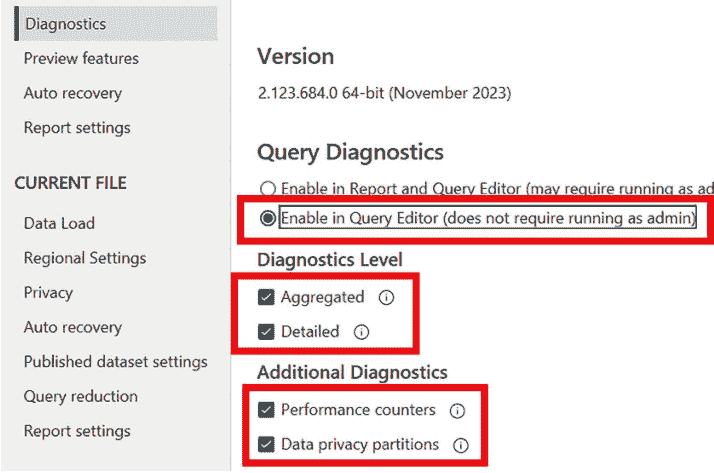 Diagnostics
Preview features
Auto recovery
Report settings
CURRENT FILE
Data Load
Regional Settings
Privacy
Auto recovery
Published dataset settings
Query reduction
Report settings
Version
2.123.684.0 64-bit (November 2023)
Query Diagnostics
Enable in Report and Query Editor (may require running as ad
Enable in Query Editor (does not require running as admin)
Diagnostics Level
Aggregated
Detailed
Additional Diagnostics
Performance counters
Data privacy partitions